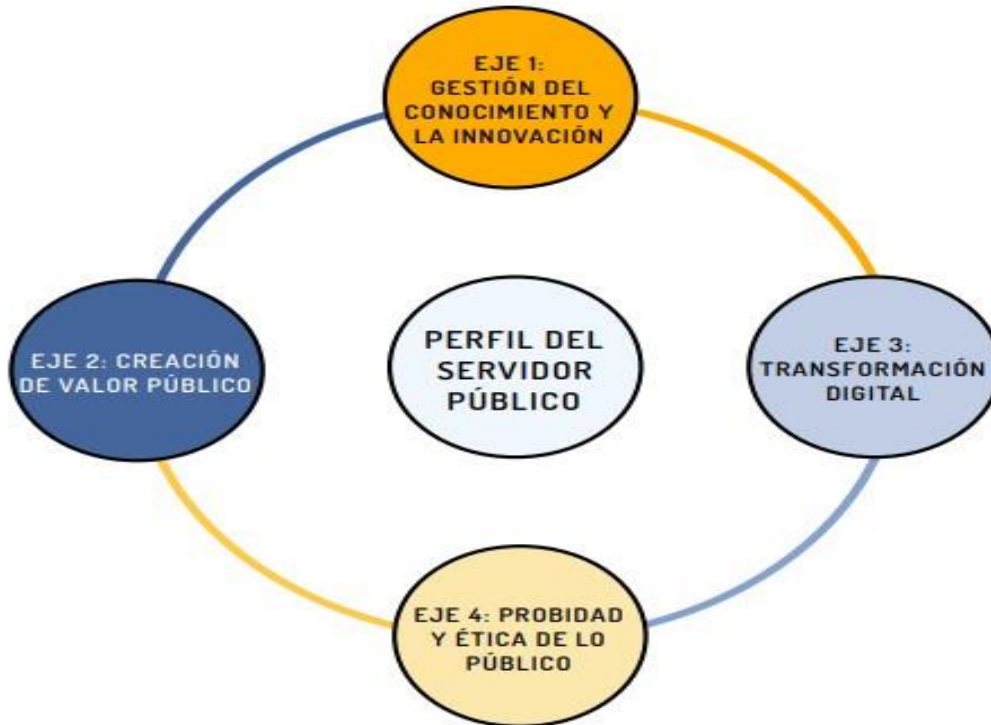 EJE 1:
GESTIÓN DEL
CONOCIMIENTO Y
LA INNOVACIÓN
EJE 2: CREACIÓN
DE VALOR PÚBLICO
PERFIL DEL
SERVIDOR
PÚBLICO
EJE 3:
TRANSFORMACIÓN
DIGITAL
EJE 4: PROBIDAD
Y ÉTICA DE LO
PÚBLICO